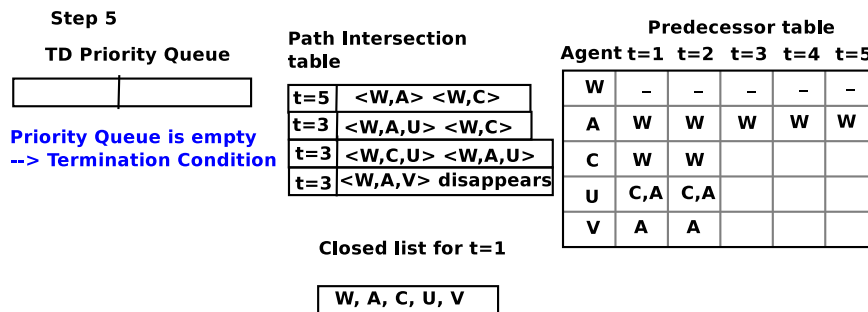 Step 5
TD Priority Queue
Priority Queue is empty
--> Termination Condition
Path Intersection
table
t=5 <W,A> <W,C>
t=3 <W,A,U> <W,C>
t=3 <W,C,U> <W,A,U>
t=3 <W,A,V> disappears
Closed list for t=1
W, A, C, U, V
Predecessor table
Agent t=1 t=2 t=3 t=4 t=5
W – – – – –
A W W W W W
C W W
U C,A C,A
V A A